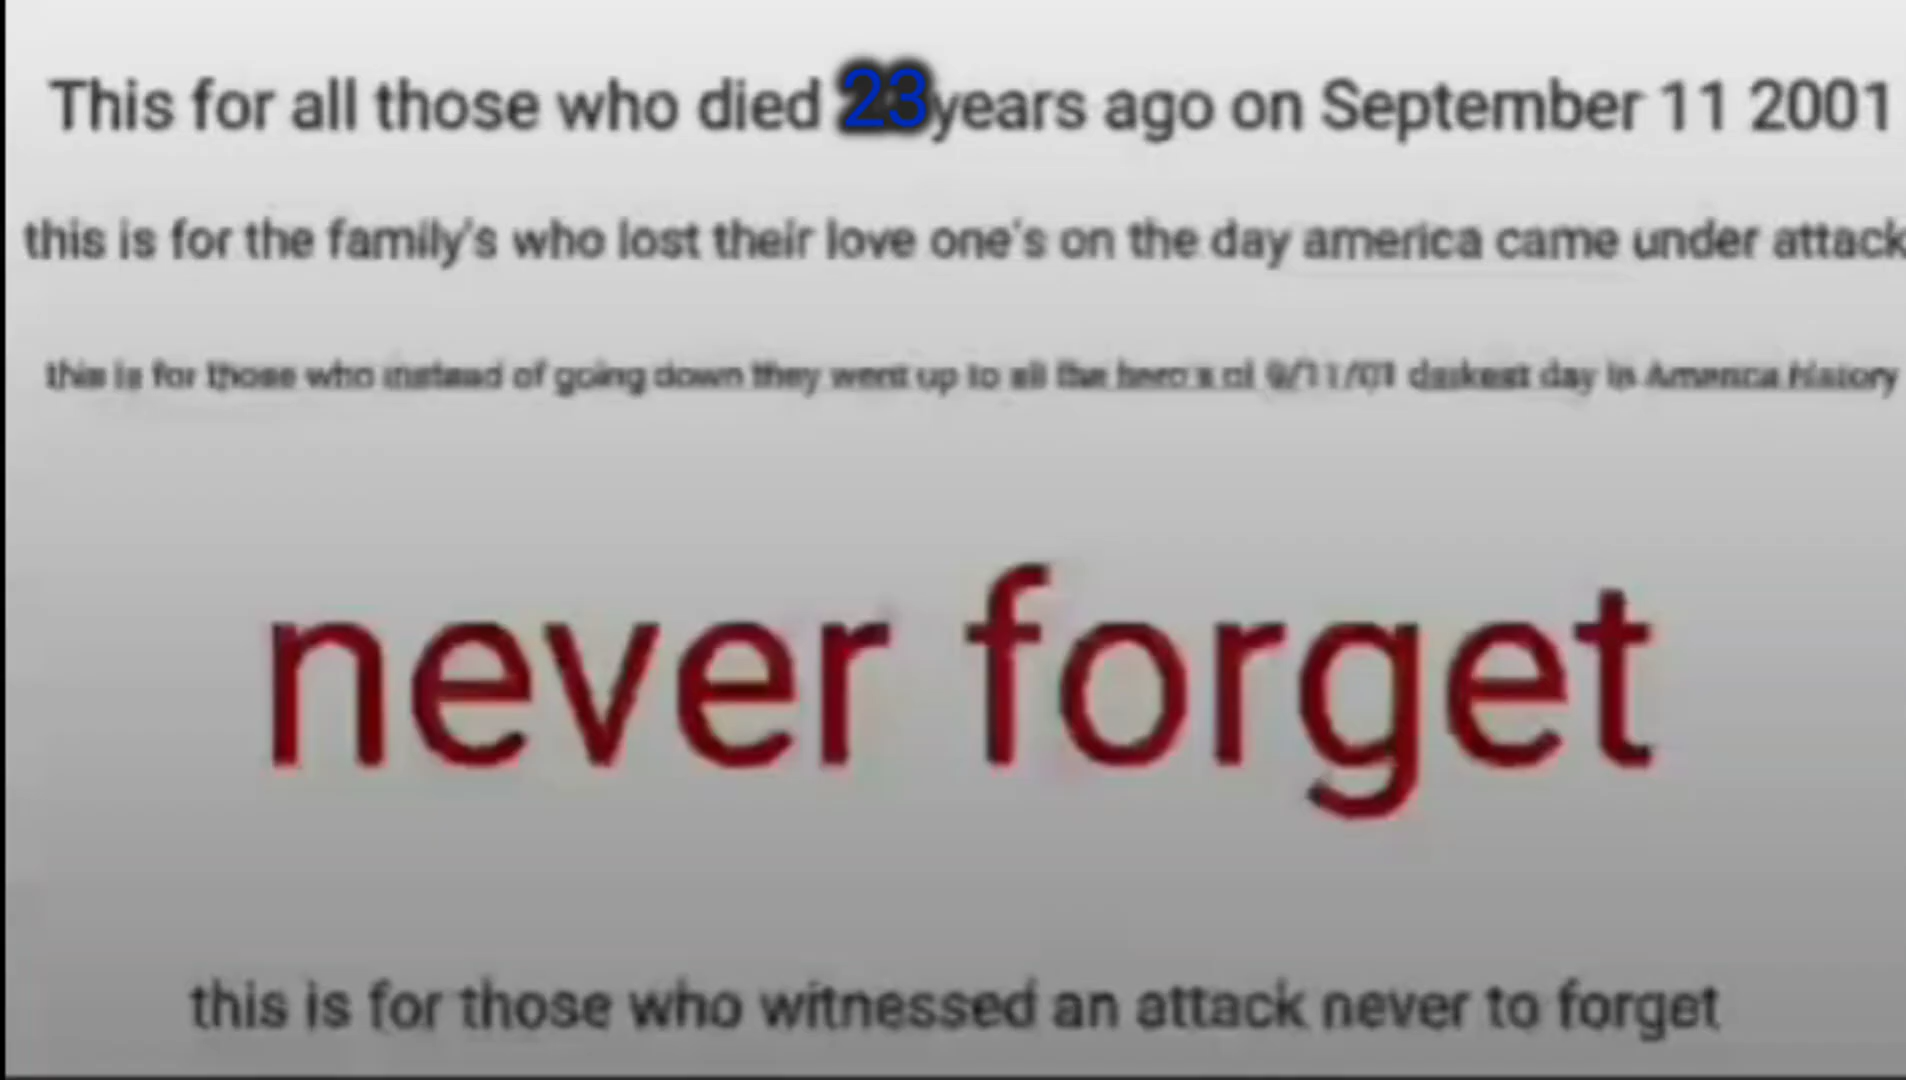 This for all those who died 23years ago on September 11 2001
this is for the family's who lost their love one's on the day america came under attack
this is for those who instead of going down they went up to all the hero's of 9/11/01 darkest day in America history
never forget
this is for those who witnessed an attack never to forget